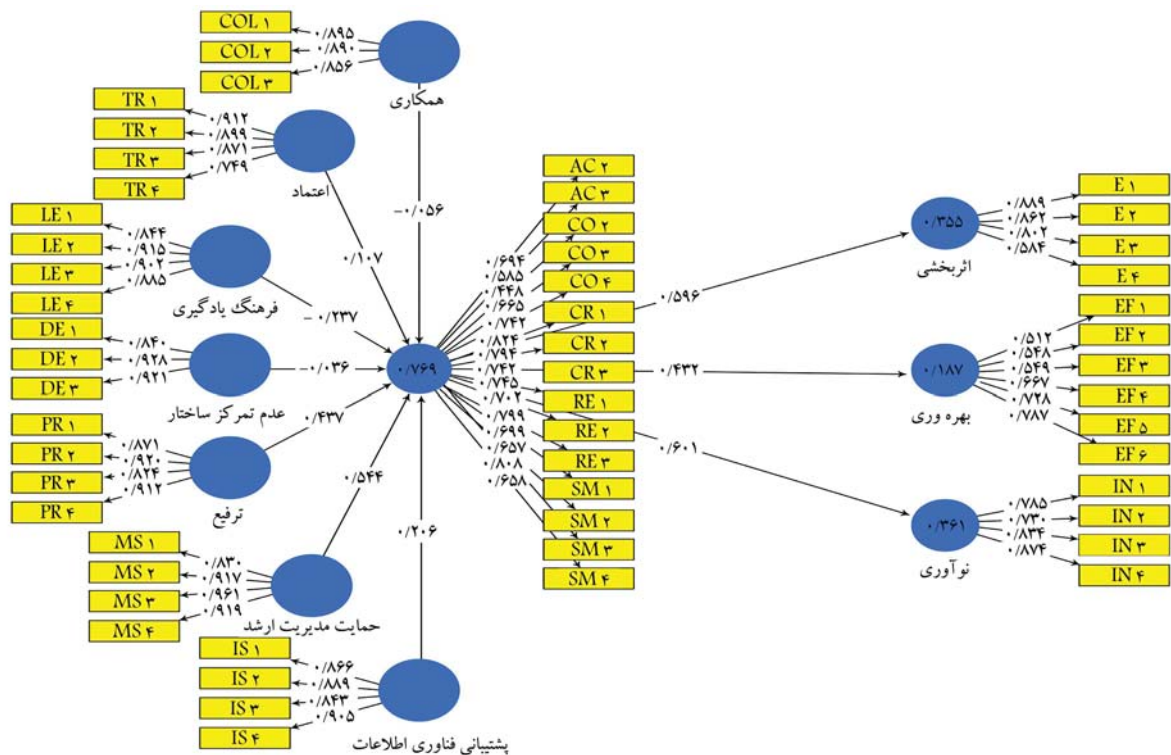 COL ۱
COL ۲
COL ۳
۰/۸۹۵
۰/۸۹۰
۰/۸۵۶
همکاری
TR ۱
TR ۲
TR ۳
TR ۴
۰/۹۱۲
۰/۸۹۹
۰/۸۷۱
۰/۷۴۹
اعتماد
LE ۱
LE ۲
LE ۳
LE ۴
۰/۸۴۴
۰/۹۱۵
۰/۹۰۲
۰/۸۸۵
فرهنگ یادگیری
DE ۱
DE ۲
DE ۳
۰/۸۴۰
۰/۹۲۸
۰/۹۲۱
عدم تمرکز ساختار
PR ۱
PR ۲
PR ۳
PR ۴
۰/۸۷۱
۰/۹۲۰
۰/۸۲۴
۰/۹۱۲
ترفیع
MS ۱
MS ۲
MS ۳
MS ۴
۰/۸۳۰
۰/۹۱۷
۰/۹۶۱
۰/۹۱۹
حمایت مدیریت ارشد
IS ۱
IS ۲
IS ۳
IS ۴
۰/۸۶۶
۰/۸۸۹
۰/۸۴۳
۰/۹۰۵
پشتیبانی فناوری اطلاعات
−۰/۰۵۶
۰/۱۰۷
− ۰/۲۳۷
−۰/۰۳۶
۰/۴۳۷
۰/۵۴۴
۰/۲۰۶
۰/۷۶۹
۰/۶۹۴
۰/۵۸۵
۰/۴۴۸
۰/۶۶۵
۰/۷۴۲
۰/۸۲۴
۰/۷۹۴
۰/۷۴۲
۰/۷۴۵
۰/۷۰۲
۰/۷۹۹
۰/۶۹۹
۰/۶۵۷
۰/۸۰۸
۰/۶۵۸
AC ۲
AC ۳
CO ۲
CO ۳
CO ۴
CR ۱
CR ۲
CR ۳
RE ۱
RE ۲
RE ۳
SM ۱
SM ۲
SM ۳
SM ۴
۰/۵۹۶
۰/۴۳۲
۰/۶۰۱
۰/۳۵۵
اثربخشی
۰/۸۸۹
۰/۸۶۲
۰/۸۰۲
۰/۵۸۴
E ۱
E ۲
E ۳
E ۴
۰/۱۸۷
بهره وری
۰/۵۱۲
۰/۵۴۸
۰/۵۴۹
۰/۶۶۷
۰/۷۲۸
۰/۷۸۷
EF ۱
EF ۲
EF ۳
EF ۴
EF ۵
EF ۶
۰/۳۶۱
نوآوری
۰/۷۸۵
۰/۷۳۰
۰/۸۳۴
۰/۸۷۴
IN ۱
IN ۲
IN ۳
IN ۴